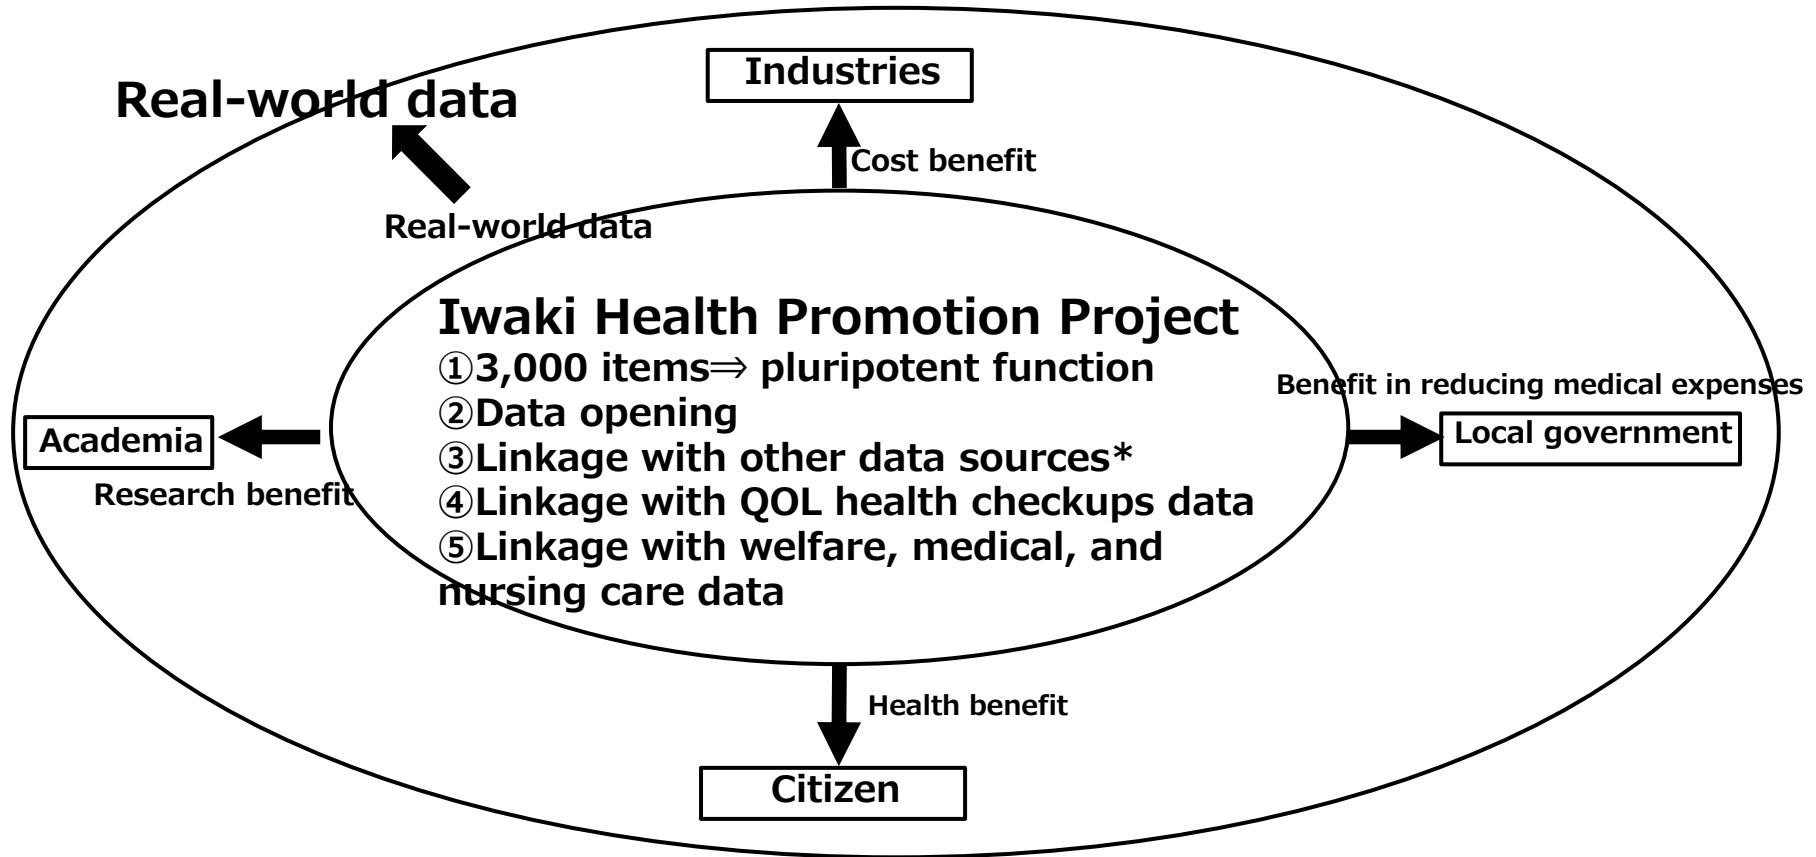 Industries
Real-world data
Cost benefit
Real-world data
Iwaki Health Promotion Project
①3,000 items⇒ pluripotent function
②Data opening
③Linkage with other data sources*
④Linkage with QOL health checkups data
⑤Linkage with welfare, medical, and
nursing care data
Academia
Research benefit
Benefit in reducing medical expenses
Local government
Health benefit
Citizen